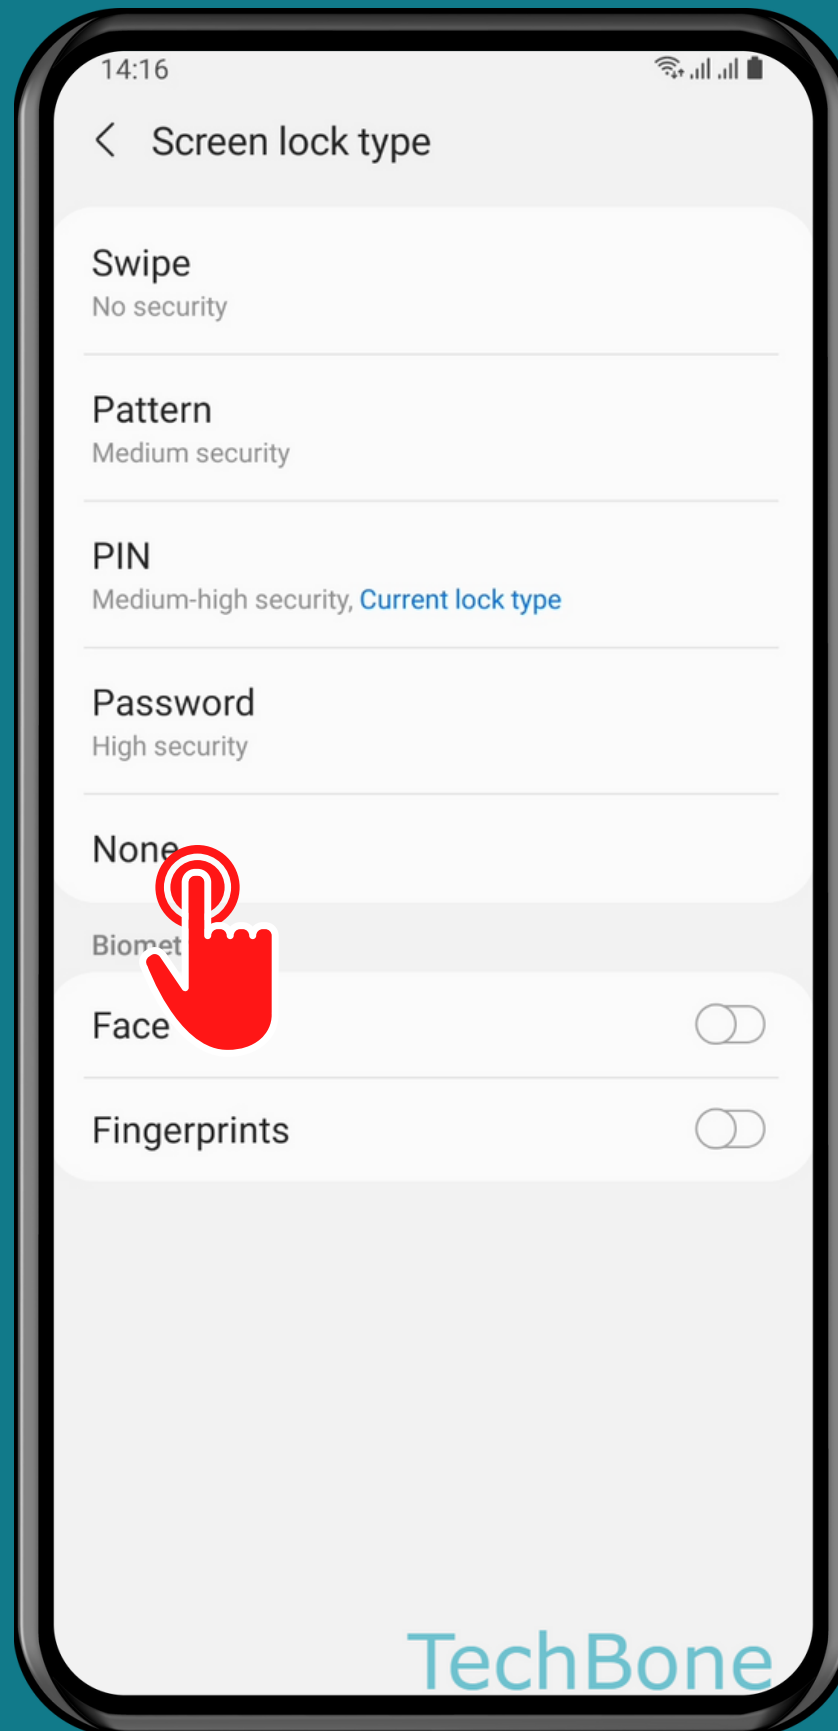 14:16
Screen lock type
Swipe
No security
Pattern
Medium security
PIN
Medium-high security, Current lock type
Password
High security
None
Biomet
Face
Fingerprints
TechBone